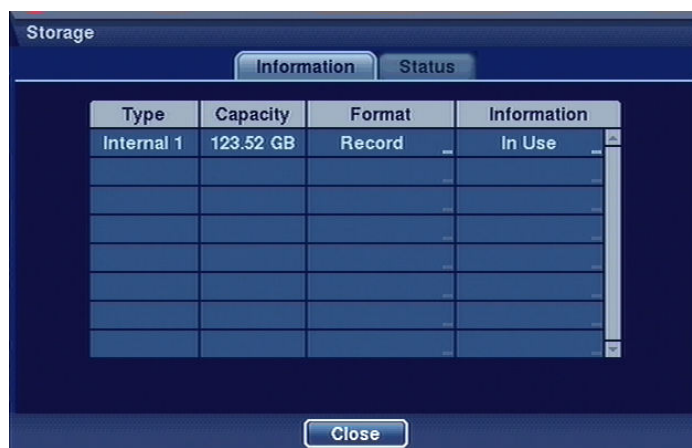 Storage
Information Status
Type Capacity Format Information
Internal 1 123.52 GB Record In Use
Close